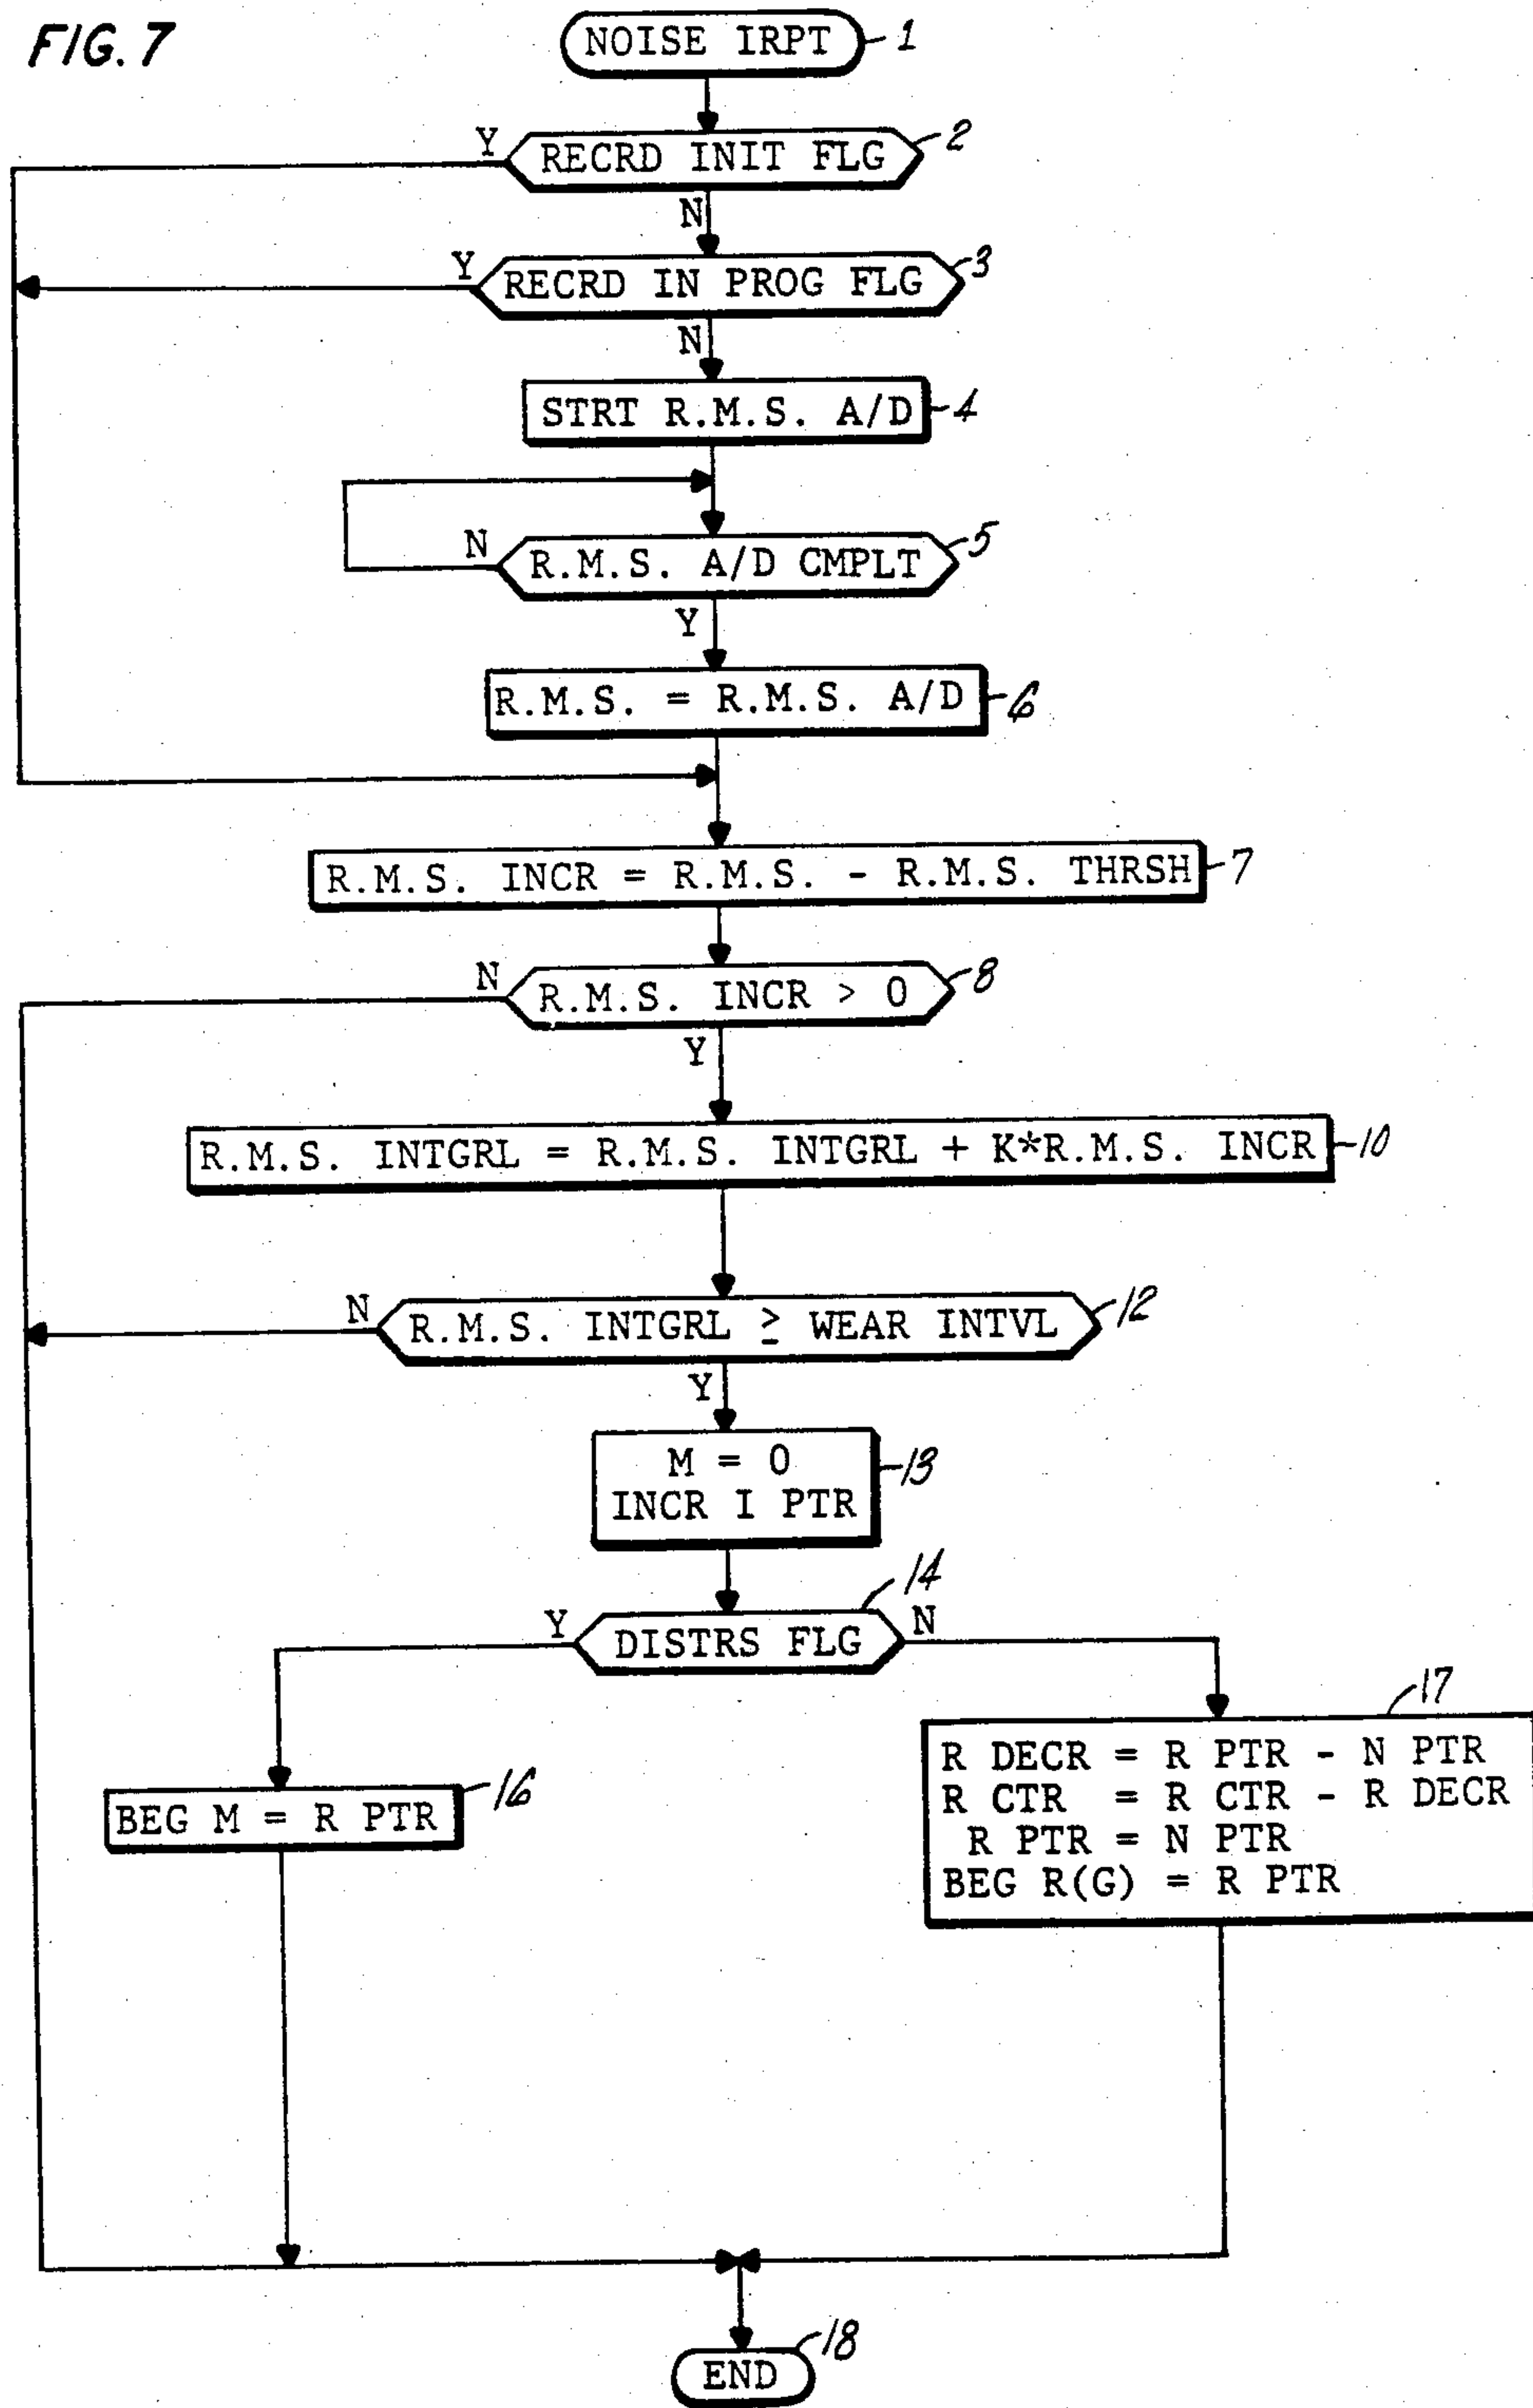 FIG. 7
NOISE IRPT 1
Y RECRD INIT FLG 2
N
Y RECRD IN PROG FLG 3
N
STRT R.M.S. A/D 4
N R.M.S. A/D CMPLT 5
Y
R.M.S. = R.M.S. A/D 6
R.M.S. INCR = R.M.S. - R.M.S. THRSH 7
N R.M.S. INCR > 0 8
Y
R.M.S. INTGRL = R.M.S. INTGRL + K*R.M.S. INCR 10
N R.M.S. INTGRL ≥ WEAR INTVL 12
Y
M = 0
INCR I PTR
13
Y DISTRS FLG N 14
BEG M = R PTR 16
17
R DECR = R PTR - N PTR
R CTR = R CTR - R DECR
R PTR = N PTR
BEG R(G) = R PTR
END 18